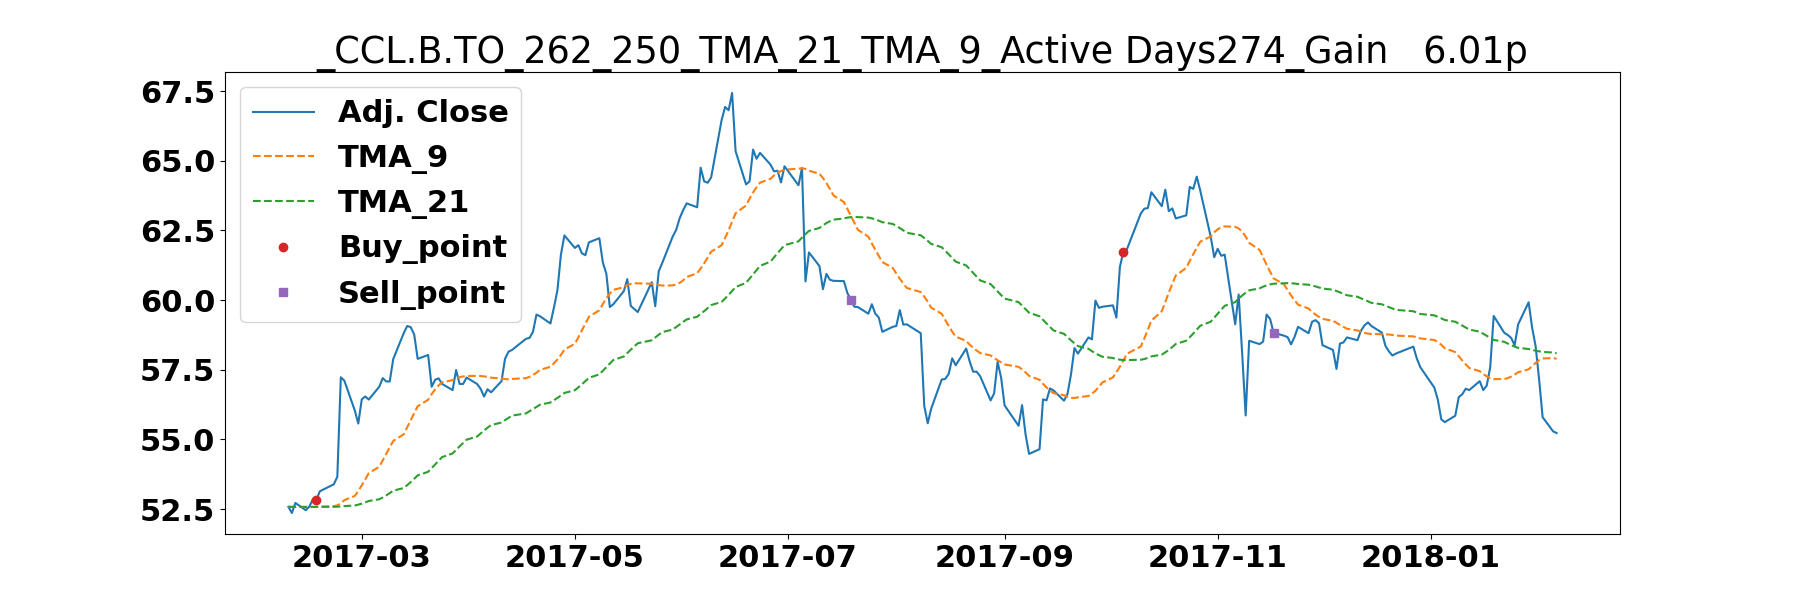 _CCL.B.TO_262_250_TMA_21_TMA_9_Active Days274_Gain   6.01p
67.5
65.0
62.5
60.0
57.5
55.0
52.5
Adj. Close
TMA_9
TMA_21
Buy_point
Sell_point
2017-03 2017-05 2017-07 2017-09 2017-11 2018-01